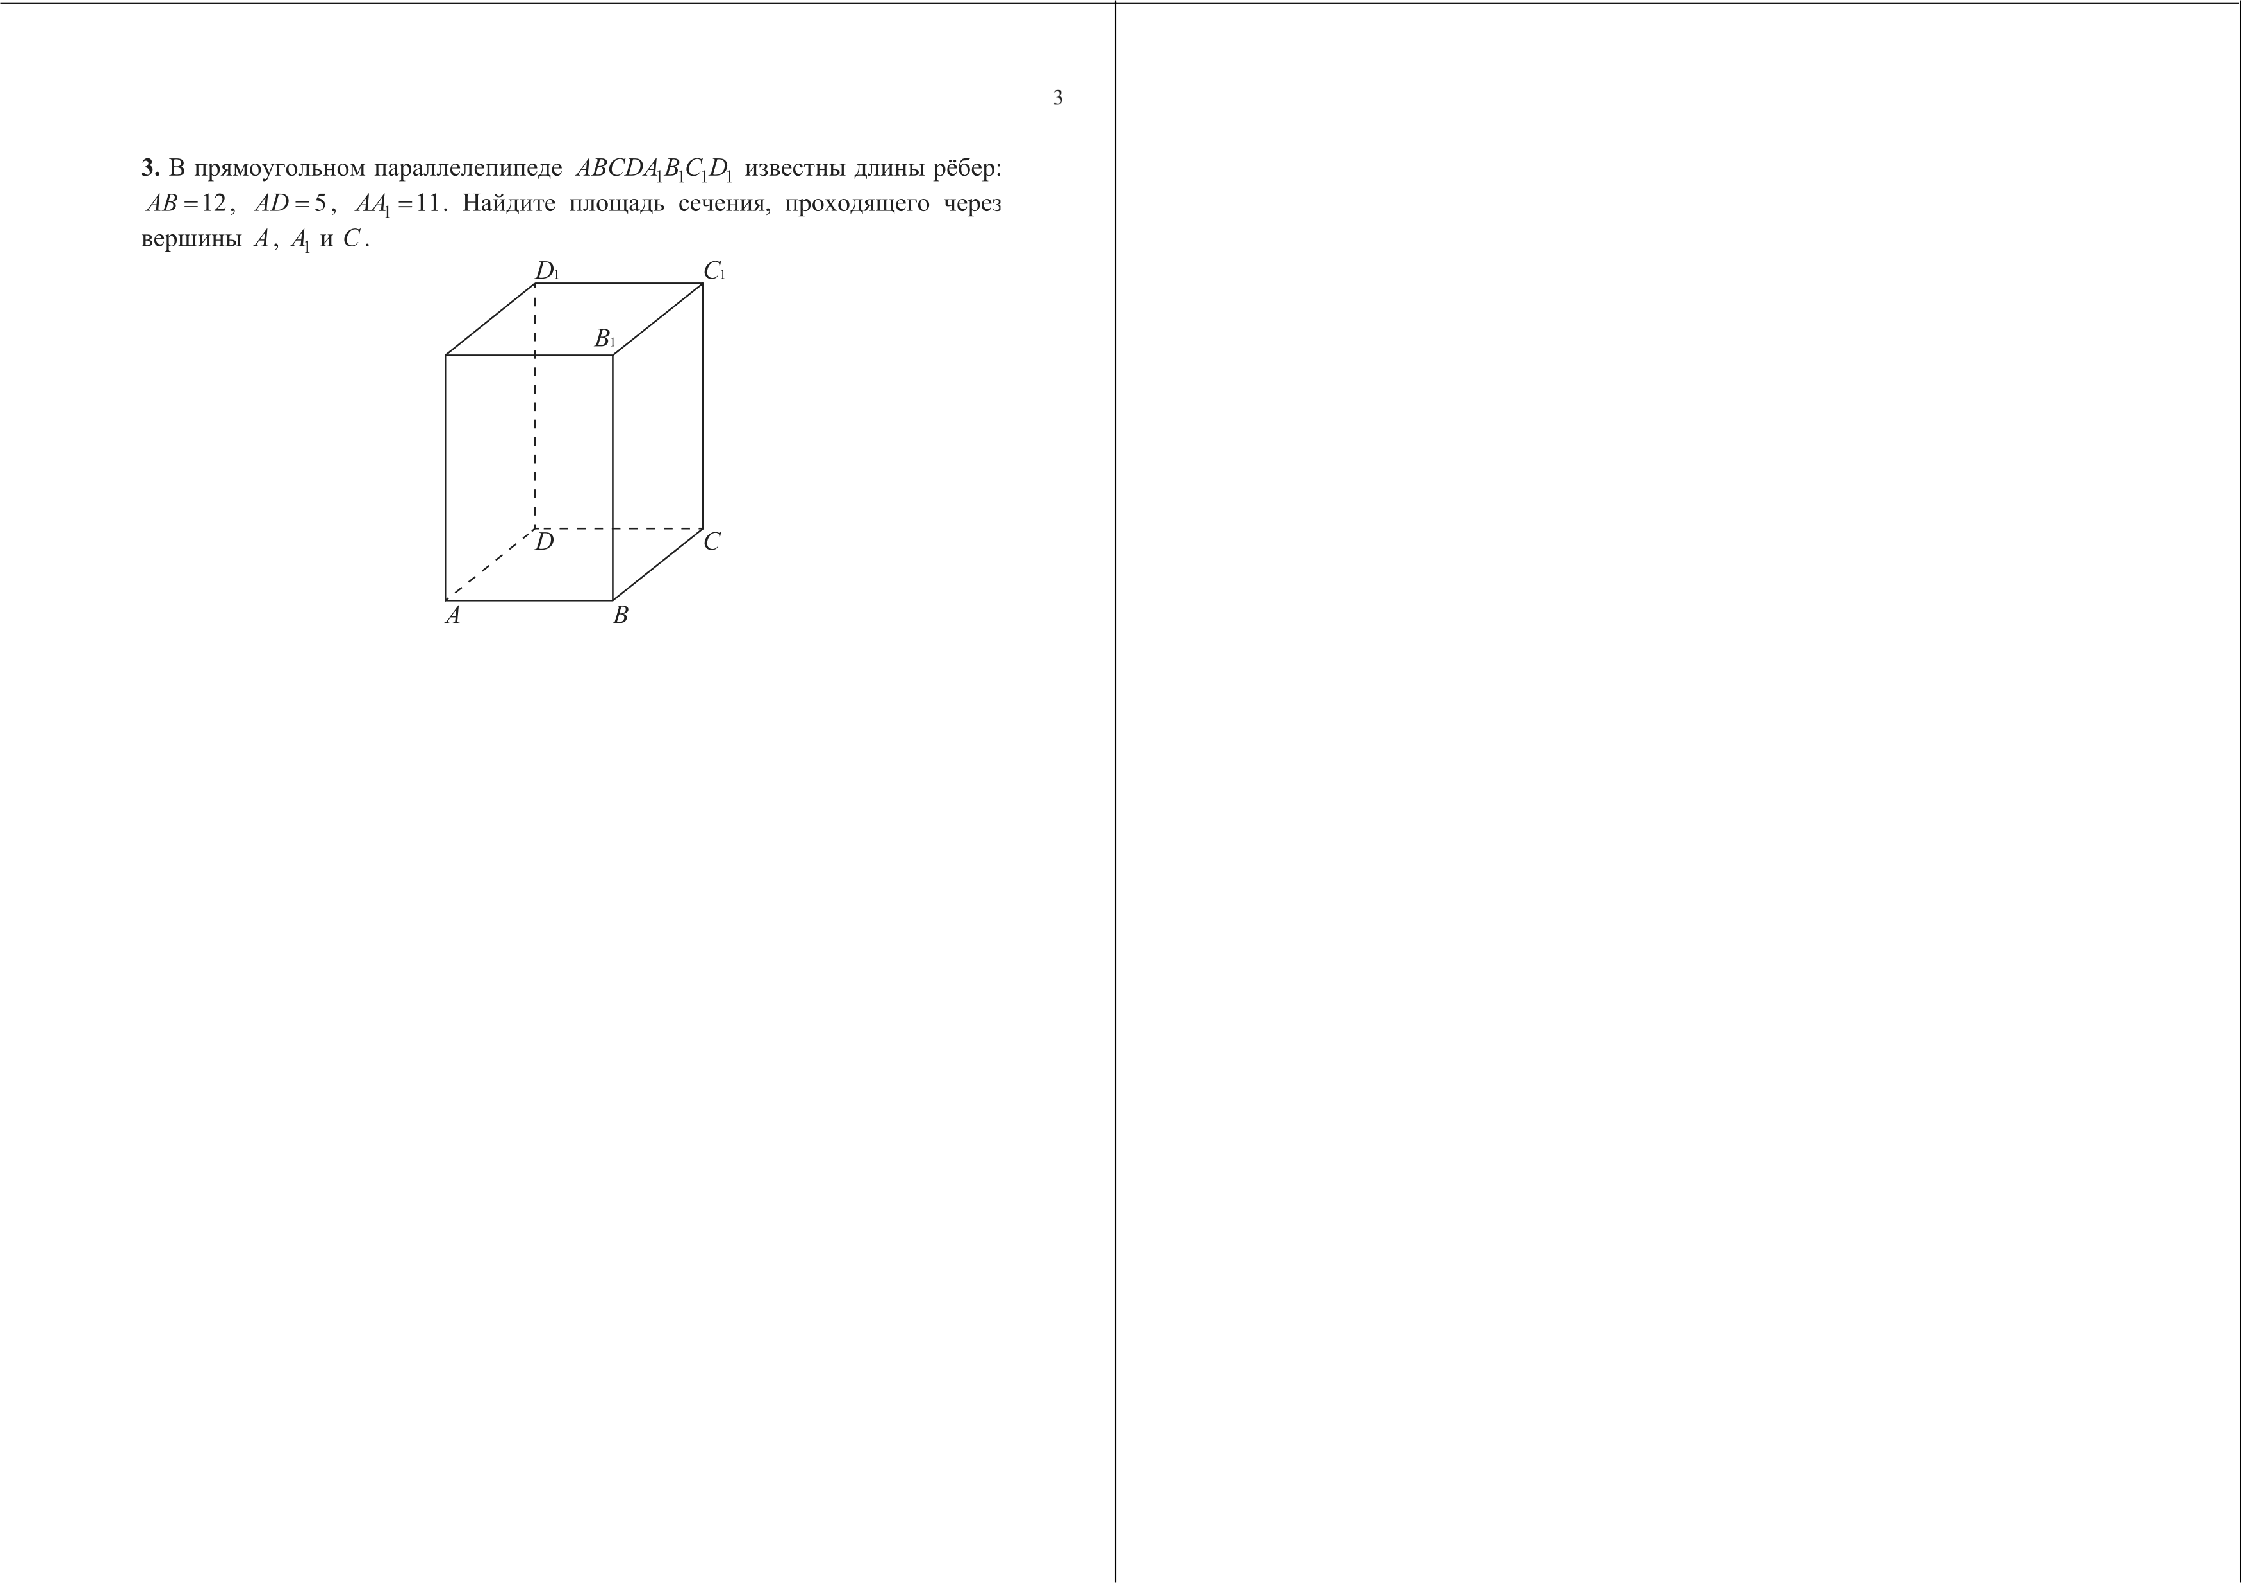 3
3. В прямоугольном параллелепипеде ABCDA₁B₁C₁D₁ известны длины рёбер:
AB = 12, AD = 5, AA₁ = 11. Найдите площадь сечения, проходящего через
вершины A, A₁ и C.
D₁ C₁
B₁
D C
A B